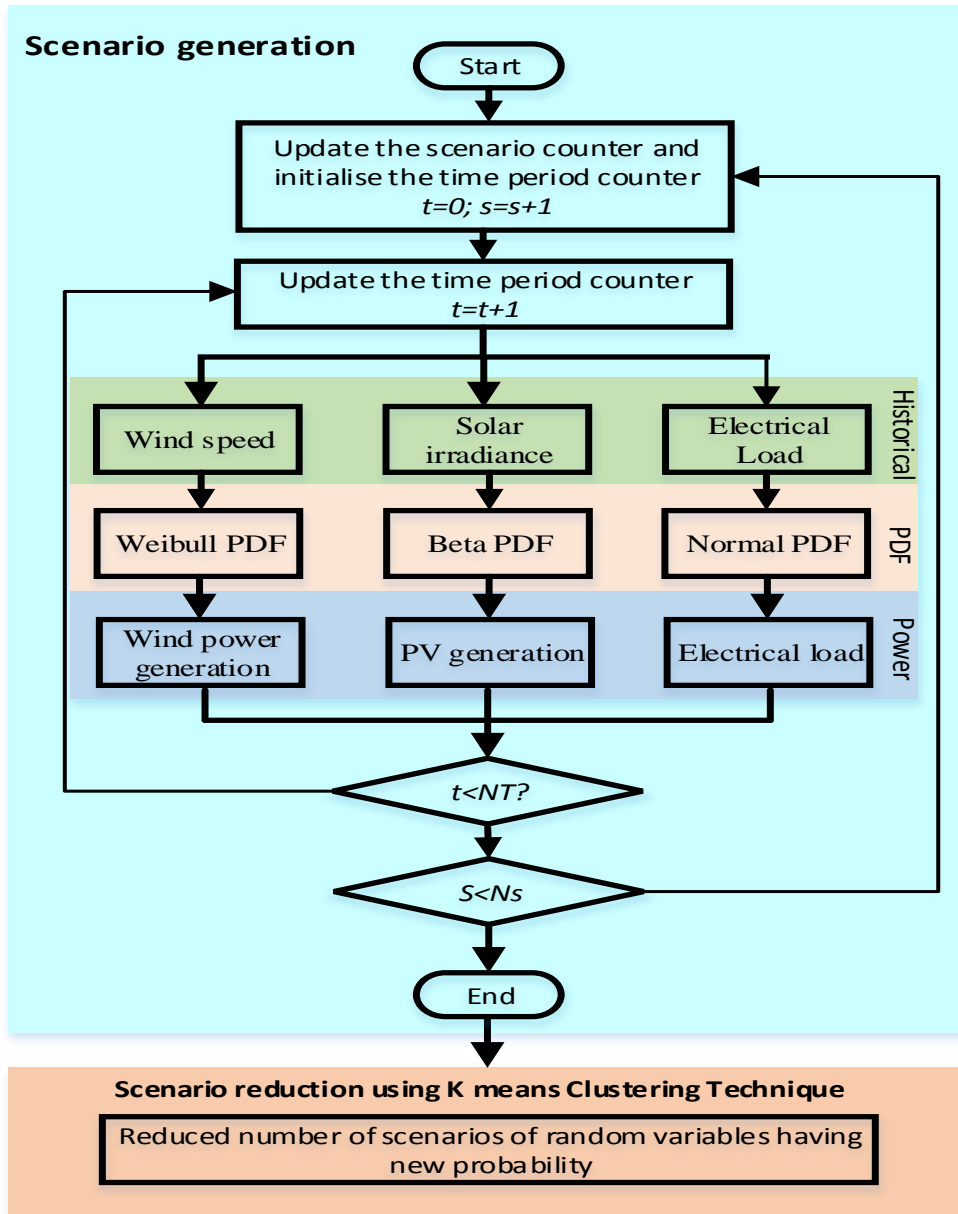 Scenario generation
Start
Update the scenario counter and
initialise the time period counter
t=0; s=s+1
Update the time period counter
t=t+1
Historical
Wind speed
Solar
irradiance
Electrical
Load
PDF
Weibull PDF
Beta PDF
Normal PDF
Power
Wind power
generation
PV generation
Electrical load
t<NT?
S<Ns
End
Scenario reduction using K means Clustering Technique
Reduced number of scenarios of random variables having
new probability